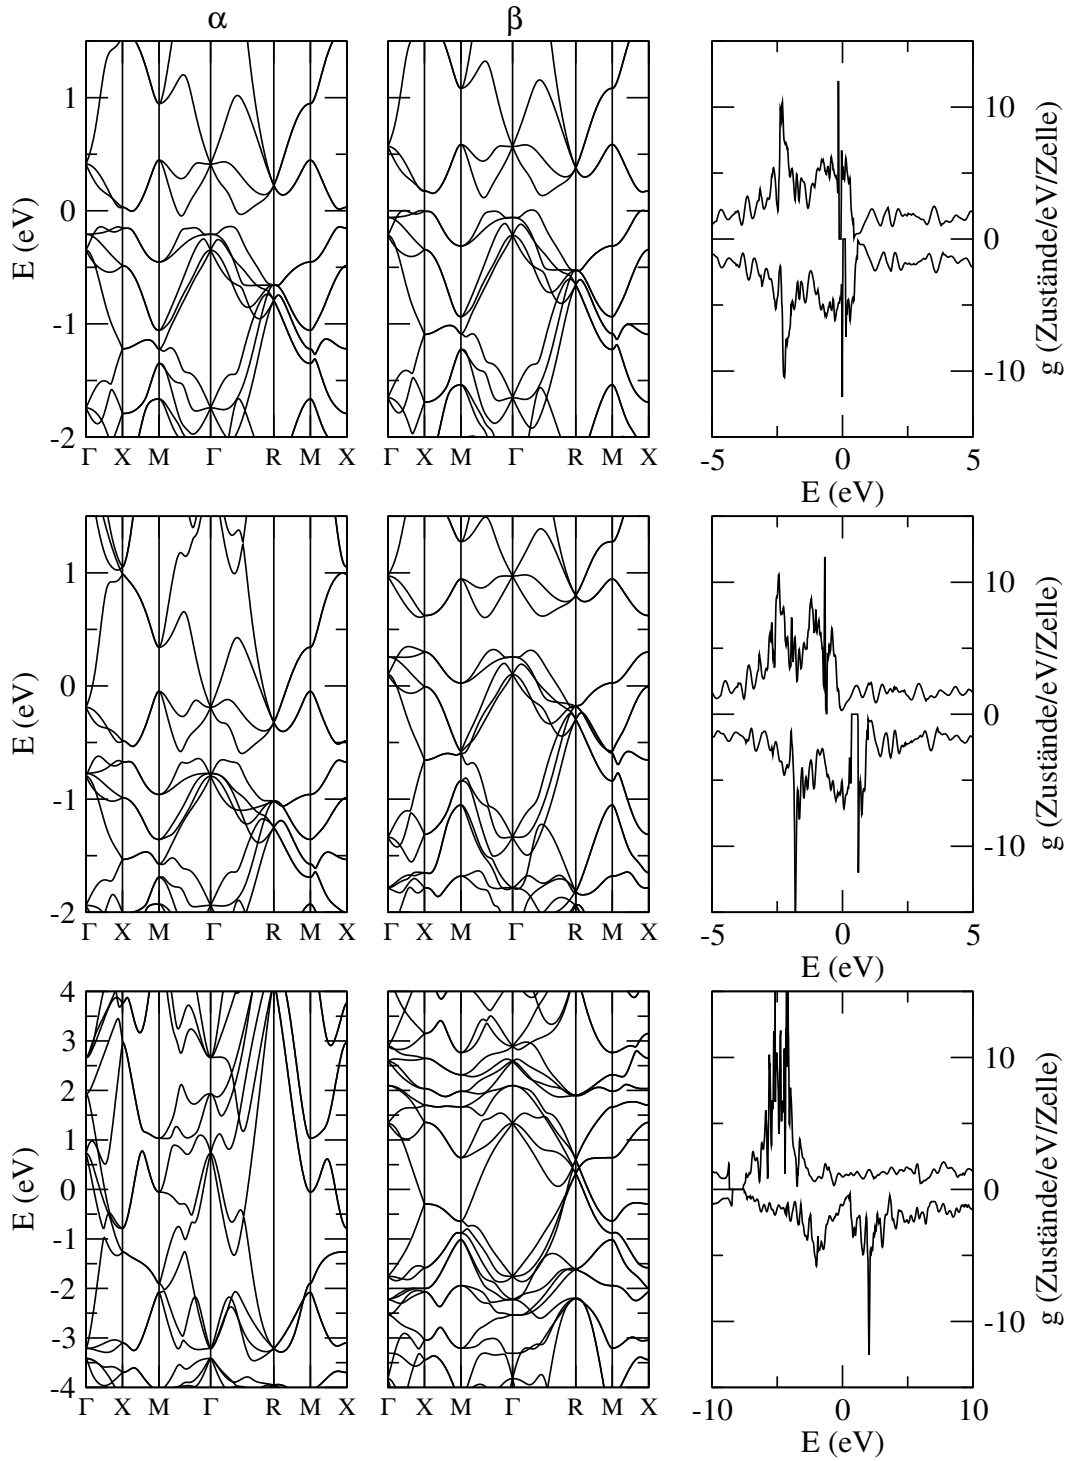 α β
1
0
-1
-2
E (eV)
Γ X M Γ R M X
Γ X M Γ R M X
10
0
-10
g (Zustände/eV/Zelle)
-5 0 5
E (eV)
1
0
-1
-2
E (eV)
Γ X M Γ R M X
Γ X M Γ R M X
10
0
-10
g (Zustände/eV/Zelle)
-5 0 5
E (eV)
4
3
2
1
0
-1
-2
-3
-4
E (eV)
Γ X M Γ R M X
Γ X M Γ R M X
10
0
-10
g (Zustände/eV/Zelle)
-10 0 10
E (eV)